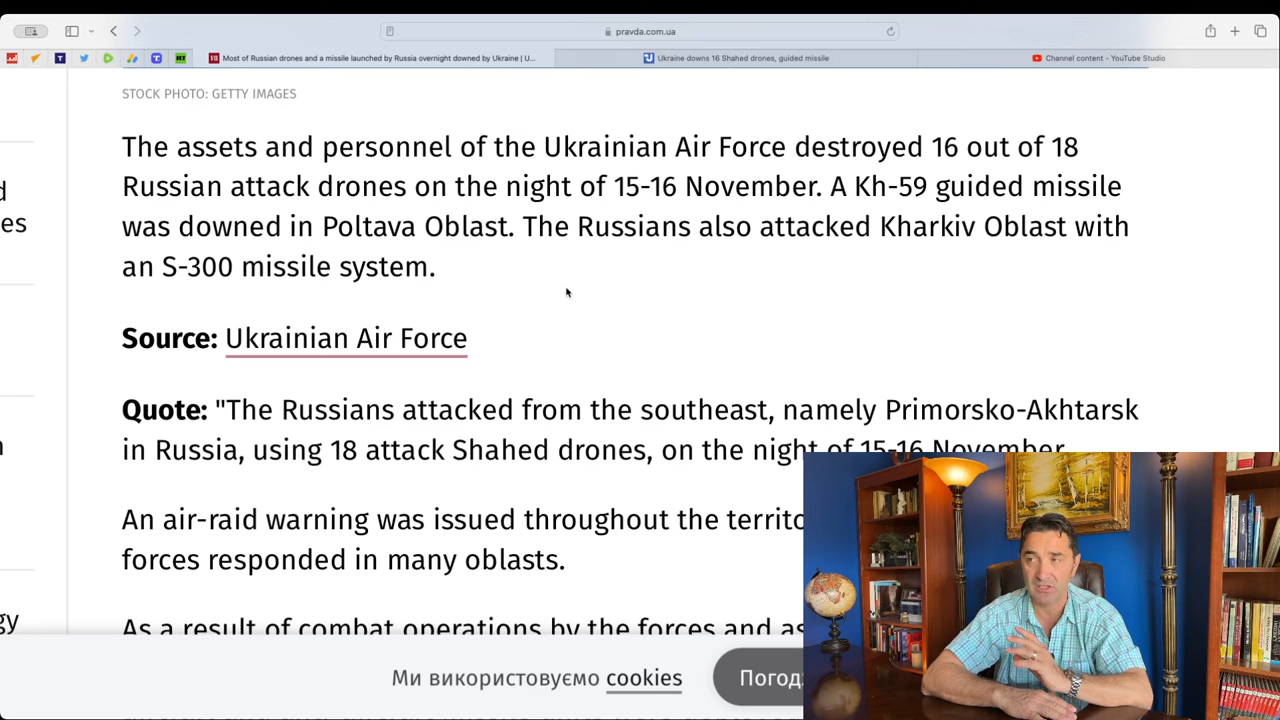 pravda.com.ua
Most of Russian drones and a missile launched by Russia overnight downed by Ukraine | U...
Ukraine downs 16 Shahed drones, guided missile
Channel content - YouTube Studio
STOCK PHOTO: GETTY IMAGES
The assets and personnel of the Ukrainian Air Force destroyed 16 out of 18
Russian attack drones on the night of 15-16 November. A Kh-59 guided missile
was downed in Poltava Oblast. The Russians also attacked Kharkiv Oblast with
an S-300 missile system.
Source: Ukrainian Air Force
Quote: "The Russians attacked from the southeast, namely Primorsko-Akhtarsk
in Russia, using 18 attack Shahed drones, on the night of 15-16 November.
An air-raid warning was issued throughout the territo
forces responded in many oblasts.
As a result of combat operations by the forces and as
Ми використовуємо cookies
Погодж